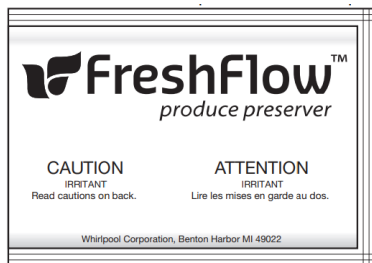 FreshFlow™
produce preserver
CAUTION
IRRITANT
Read cautions on back.
ATTENTION
IRRITANT
Lire les mises en garde au dos.
Whirlpool Corporation, Benton Harbor MI 49022